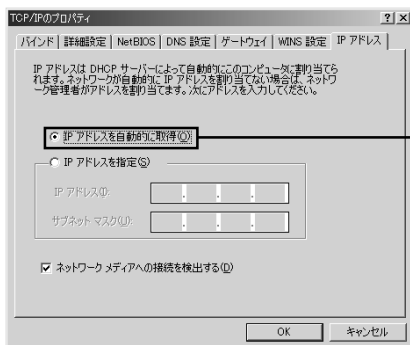 TCP/IPのプロパティ
バインド 詳細設定 NetBIOS DNS 設定 ゲートウェイ WINS 設定 IP アドレス
IP アドレスは DHCP サーバーによって自動的にこのコンピュータに割り当てら
れます。ネットワークが自動的に IP アドレスを割り当てない場合は、ネットワ
ーク管理者がアドレスを割り当てます。次にアドレスを入力してください。
IP アドレスを自動的に取得(O)
IP アドレスを指定(S)
IP アドレス(I):
サブネット マスク(U):
ネットワーク メディアへの接続を検出する(D)
OK キャンセル